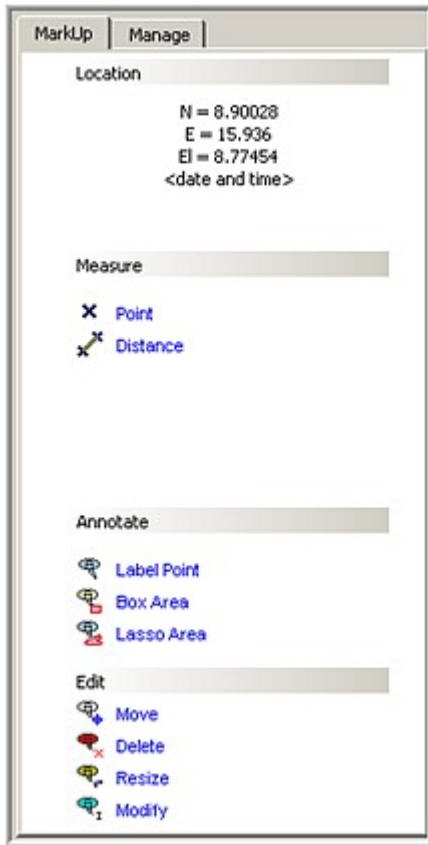 MarkUp Manage
Location
N = 8.90028
E = 15.936
El = 8.77454
<date and time>
Measure
Point
Distance
Annotate
Label Point
Box Area
Lasso Area
Edit
Move
Delete
Resize
Modify